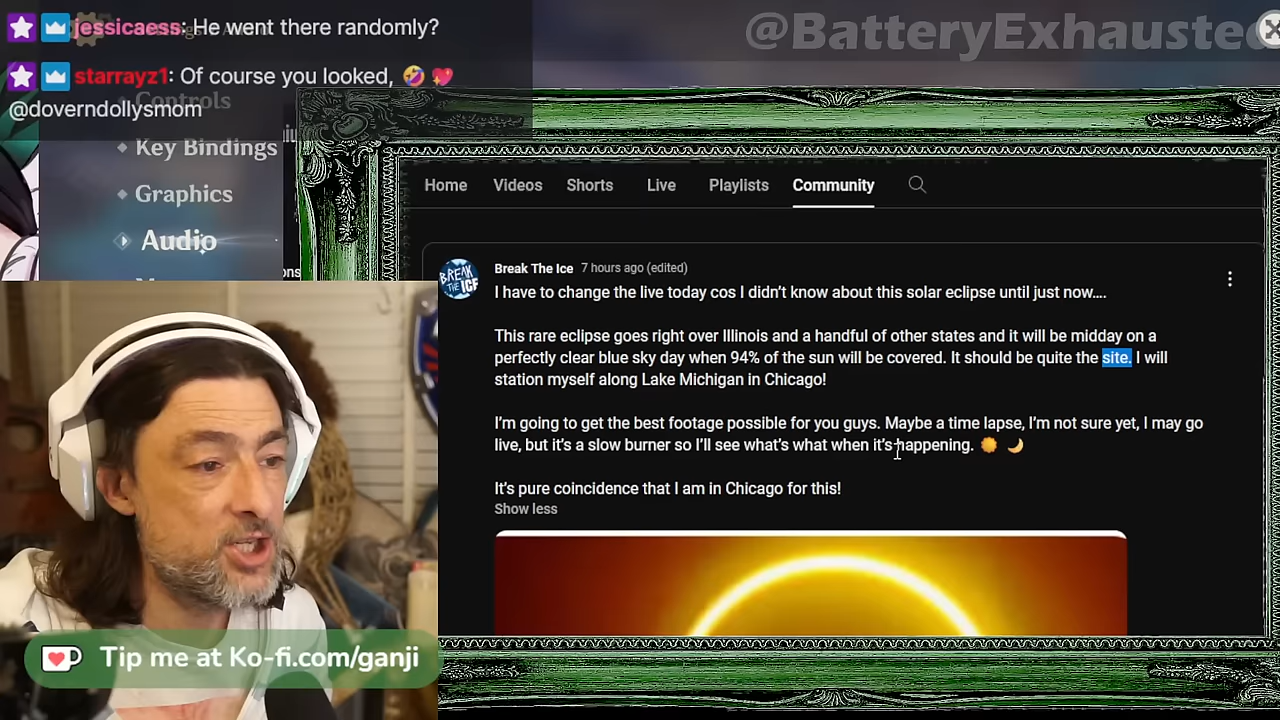 jessicaess: He went there randomly?
starrayz1: Of course you looked, 🤣 💖
@doverndollysmom
@BatteryExhausted
Controls
Key Bindings
Graphics
Audio
Home Videos Shorts Live Playlists Community
BREAK THE ICE
Break The Ice 7 hours ago (edited)
I have to change the live today cos I didn't know about this solar eclipse until just now....
This rare eclipse goes right over Illinois and a handful of other states and it will be midday on a
perfectly clear blue sky day when 94% of the sun will be covered. It should be quite the site. I will
station myself along Lake Michigan in Chicago!
I'm going to get the best footage possible for you guys. Maybe a time lapse, I'm not sure yet, I may go
live, but it's a slow burner so I'll see what's what when it's happening. 🌞 🌙
It's pure coincidence that I am in Chicago for this!
Show less
Tip me at Ko-fi.com/ganji